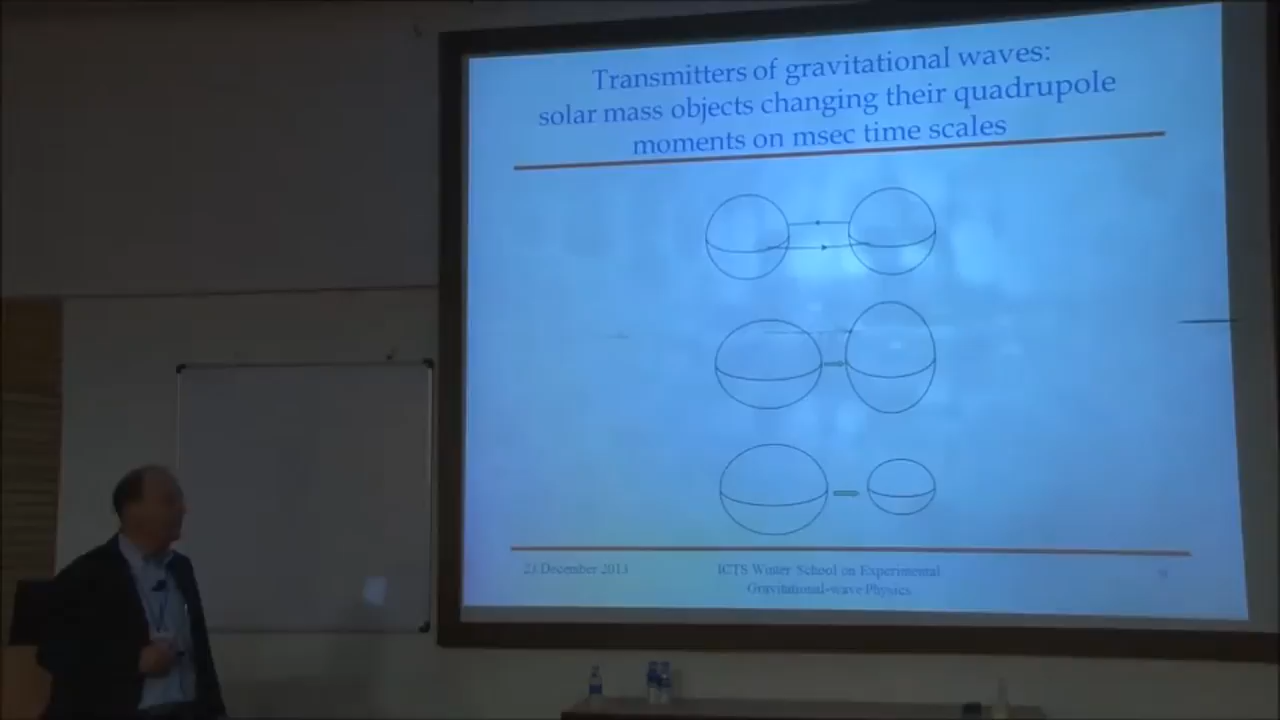 Transmitters of gravitational waves:
solar mass objects changing their quadrupole
moments on msec time scales
23 December 2013
ICTS Winter School on Experimental
Gravitational-wave Physics